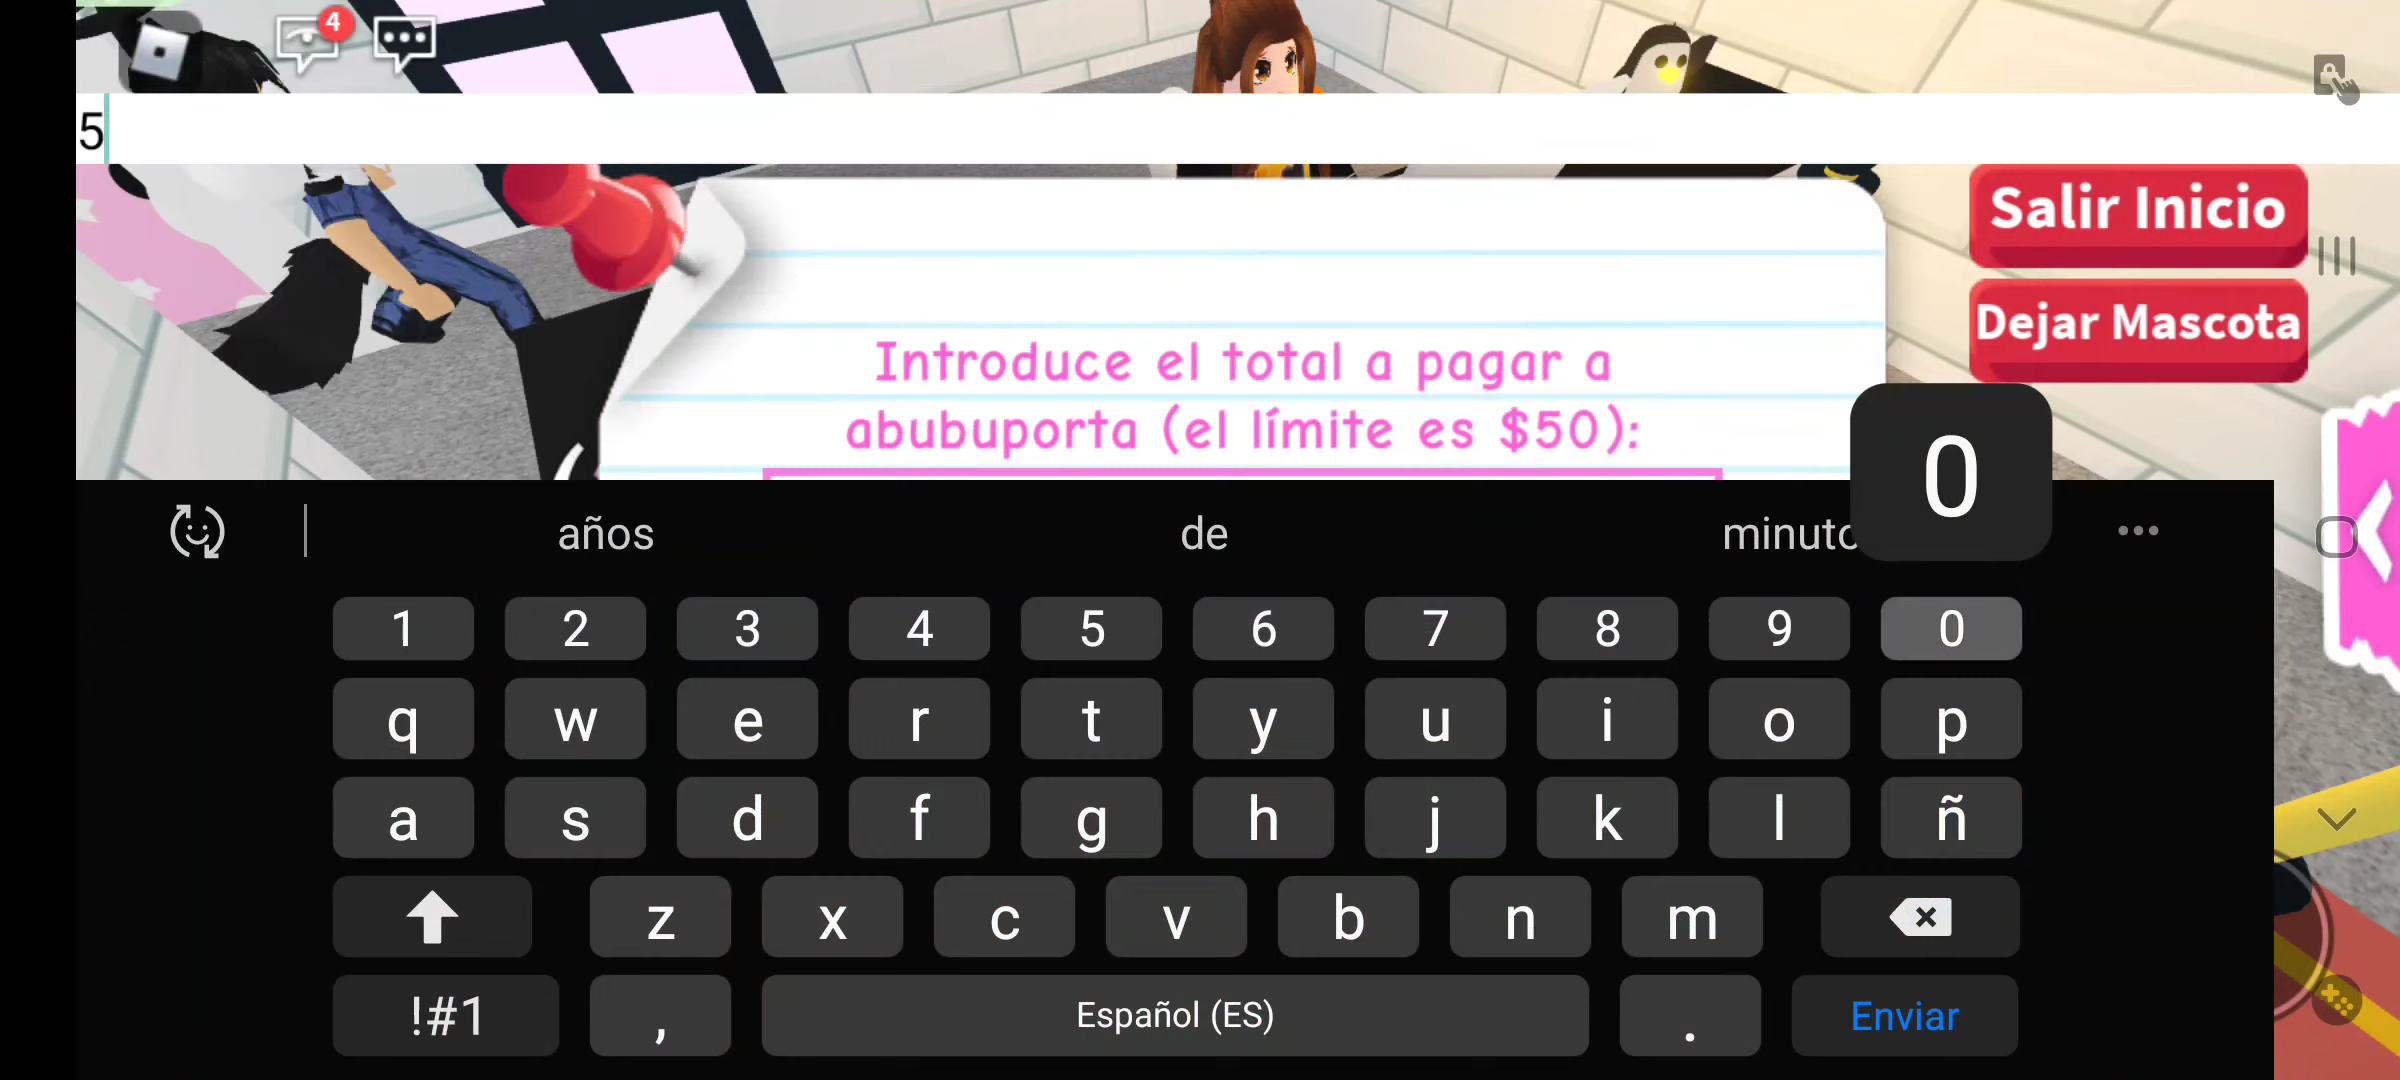 4
5
Salir Inicio
Dejar Mascota
Introduce el total a pagar a
abubuporta (el límite es $50):
0
años de minuto
1 2 3 4 5 6 7 8 9 0
q w e r t y u i o p
a s d f g h j k l ñ
z x c v b n m
!#1 , Español (ES) . Enviar